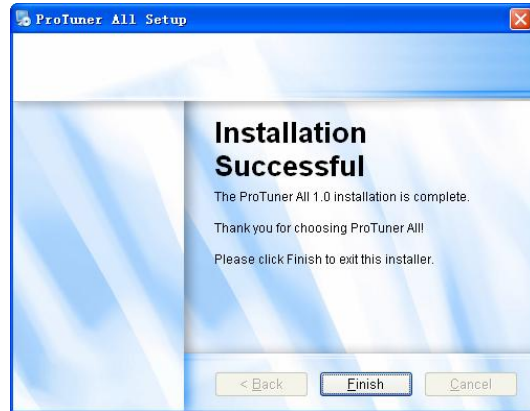 ProTuner All Setup
Installation
Successful
The ProTuner All 1.0 installation is complete.
Thank you for choosing ProTuner All!
Please click Finish to exit this installer.
< Back Finish Cancel